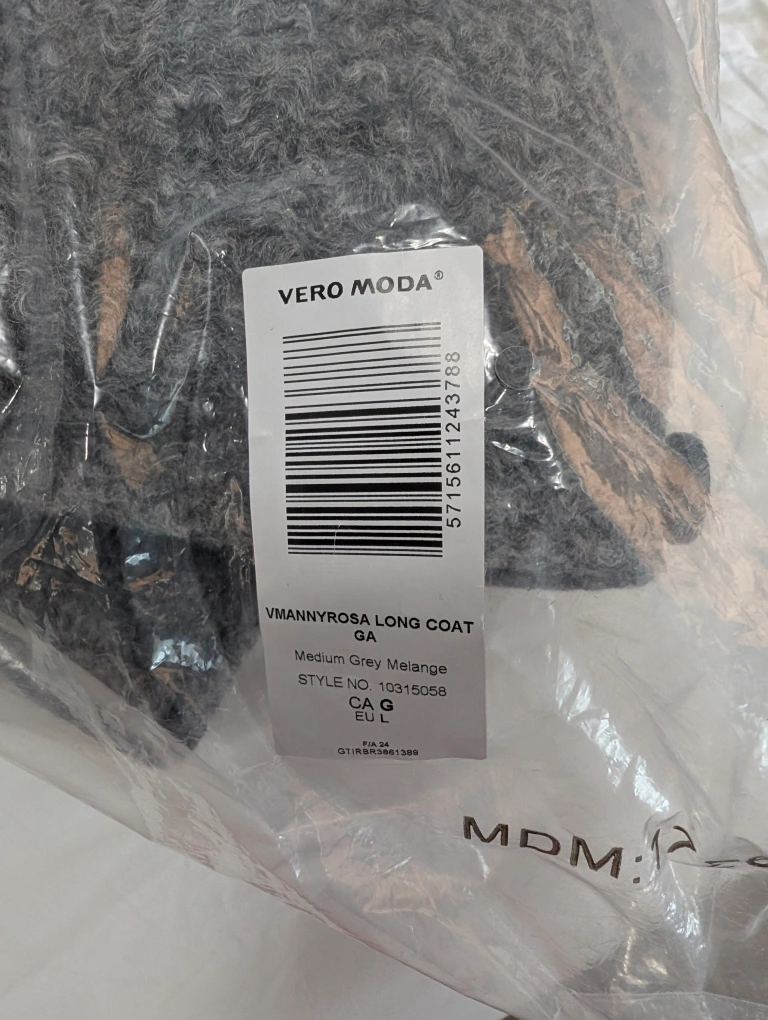 VERO MODA®
5715611243788
VMANNYROSA LONG COAT
GA
Medium Grey Melange
STYLE NO. 10315058
CA G
EU L
F/A 24
GTIRBR3861389
MDM: